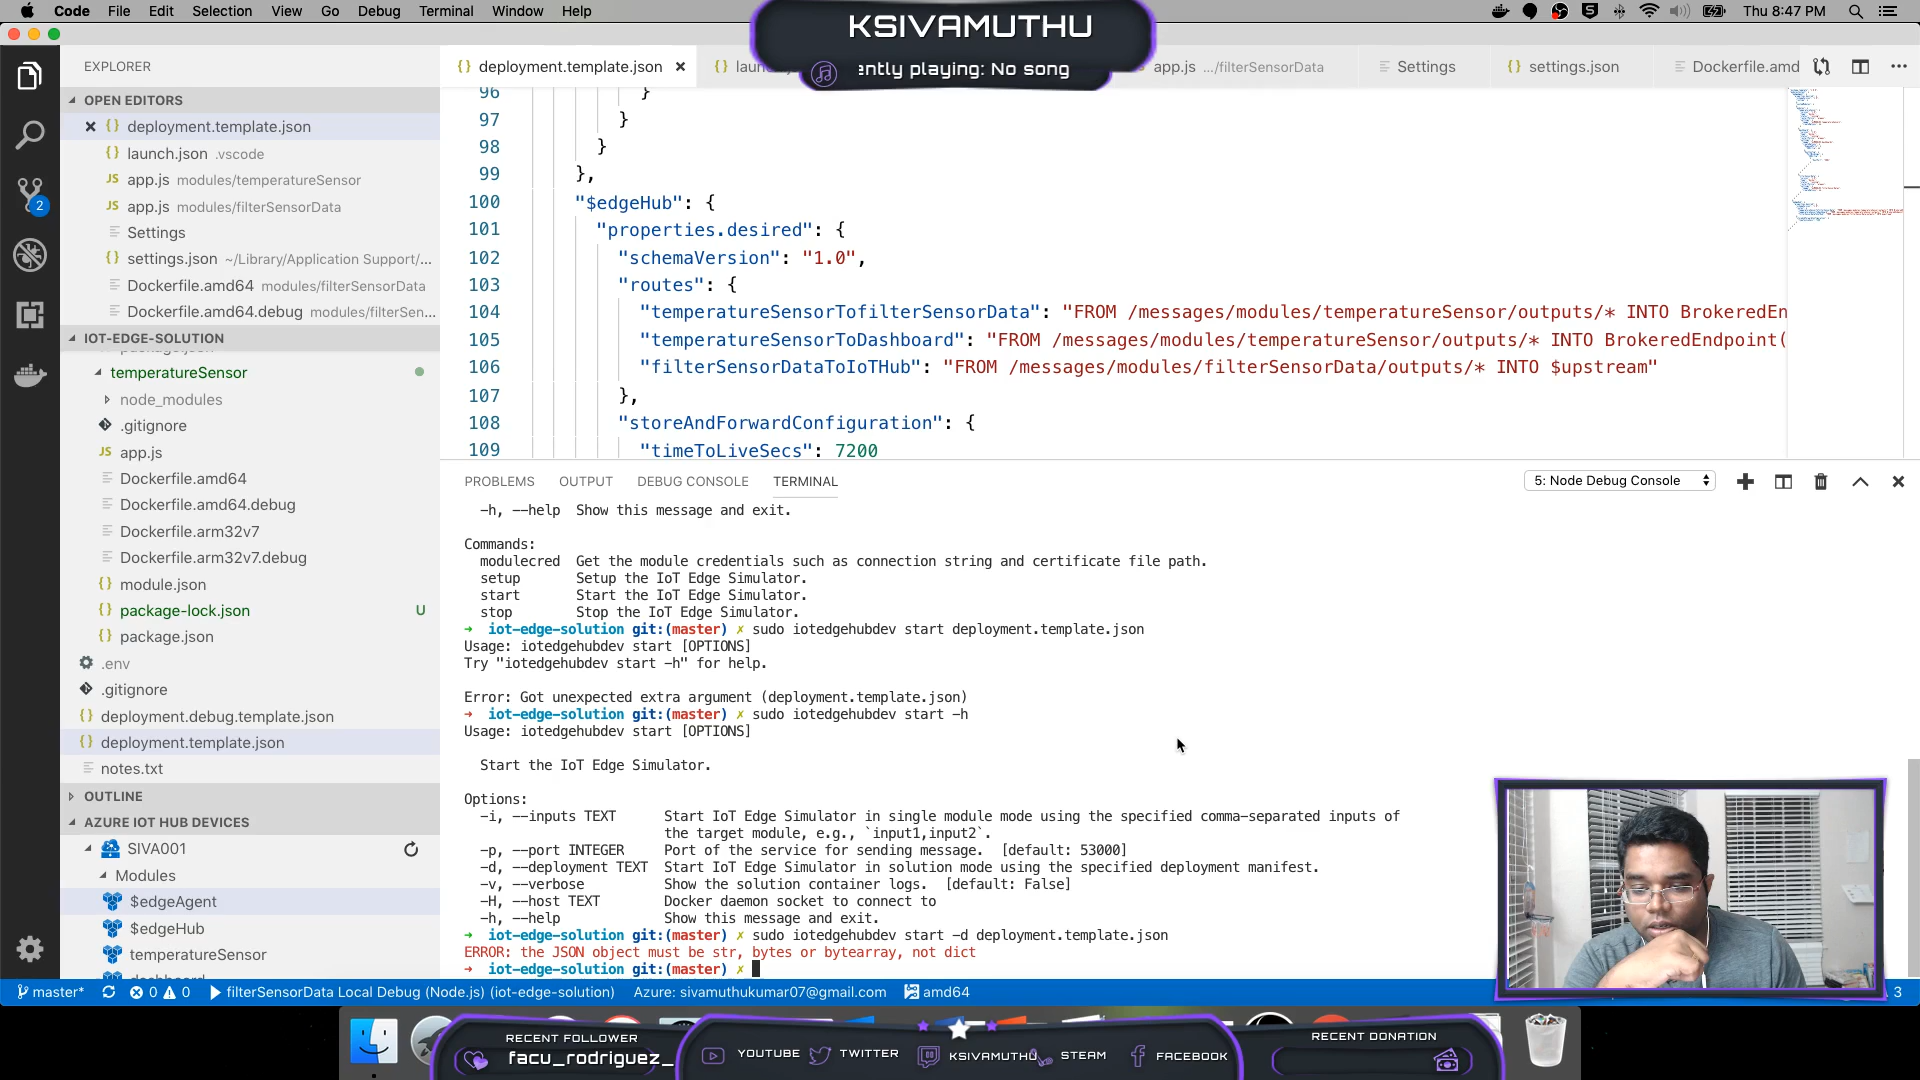 Code File Edit Selection View Go Debug Terminal Window Help
Thu 8:47 PM
KSIVAMUTHU
ently playing: No song
EXPLORER
OPEN EDITORS
deployment.template.json
launch.json .vscode
app.js modules/temperatureSensor
app.js modules/filterSensorData
Settings
settings.json ~/Library/Application Support/...
Dockerfile.amd64 modules/filterSensorData
Dockerfile.amd64.debug modules/filterSen...
IOT-EDGE-SOLUTION
temperatureSensor
node_modules
.gitignore
app.js
Dockerfile.amd64
Dockerfile.amd64.debug
Dockerfile.arm32v7
Dockerfile.arm32v7.debug
module.json
package-lock.json U
package.json
.env
.gitignore
deployment.debug.template.json
deployment.template.json
notes.txt
OUTLINE
AZURE IOT HUB DEVICES
SIVA001
Modules
$edgeAgent
$edgeHub
temperatureSensor
deployment.template.json
app.js .../filterSensorData
Settings
settings.json
Dockerfile.amd
96 }
97 }
98 }
99 },
100 "$edgeHub": {
101 "properties.desired": {
102 "schemaVersion": "1.0",
103 "routes": {
104 "temperatureSensorTofilterSensorData": "FROM /messages/modules/temperatureSensor/outputs/* INTO BrokeredEn
105 "temperatureSensorToDashboard": "FROM /messages/modules/temperatureSensor/outputs/* INTO BrokeredEndpoint(
106 "filterSensorDataToIoTHub": "FROM /messages/modules/filterSensorData/outputs/* INTO $upstream"
107 },
108 "storeAndForwardConfiguration": {
109 "timeToLiveSecs": 7200
PROBLEMS OUTPUT DEBUG CONSOLE TERMINAL
5: Node Debug Console
-h, --help Show this message and exit.
Commands:
modulecred Get the module credentials such as connection string and certificate file path.
setup Setup the IoT Edge Simulator.
start Start the IoT Edge Simulator.
stop Stop the IoT Edge Simulator.
→ iot-edge-solution git:(master) ✗ sudo iotedgehubdev start deployment.template.json
Usage: iotedgehubdev start [OPTIONS]
Try "iotedgehubdev start -h" for help.
Error: Got unexpected extra argument (deployment.template.json)
→ iot-edge-solution git:(master) ✗ sudo iotedgehubdev start -h
Usage: iotedgehubdev start [OPTIONS]
Start the IoT Edge Simulator.
Options:
-i, --inputs TEXT Start IoT Edge Simulator in single module mode using the specified comma-separated inputs of
the target module, e.g., `input1,input2`.
-p, --port INTEGER Port of the service for sending message. [default: 53000]
-d, --deployment TEXT Start IoT Edge Simulator in solution mode using the specified deployment manifest.
-v, --verbose Show the solution container logs. [default: False]
-H, --host TEXT Docker daemon socket to connect to
-h, --help Show this message and exit.
→ iot-edge-solution git:(master) ✗ sudo iotedgehubdev start -d deployment.template.json
ERROR: the JSON object must be str, bytes or bytearray, not dict
→ iot-edge-solution git:(master) ✗
master* 0 0 filterSensorData Local Debug (Node.js) (iot-edge-solution) Azure: sivamuthukumar07@gmail.com amd64 3
RECENT FOLLOWER
facu_rodriguez_
YOUTUBE TWITTER KSIVAMUTHU STEAM FACEBOOK
RECENT DONATION